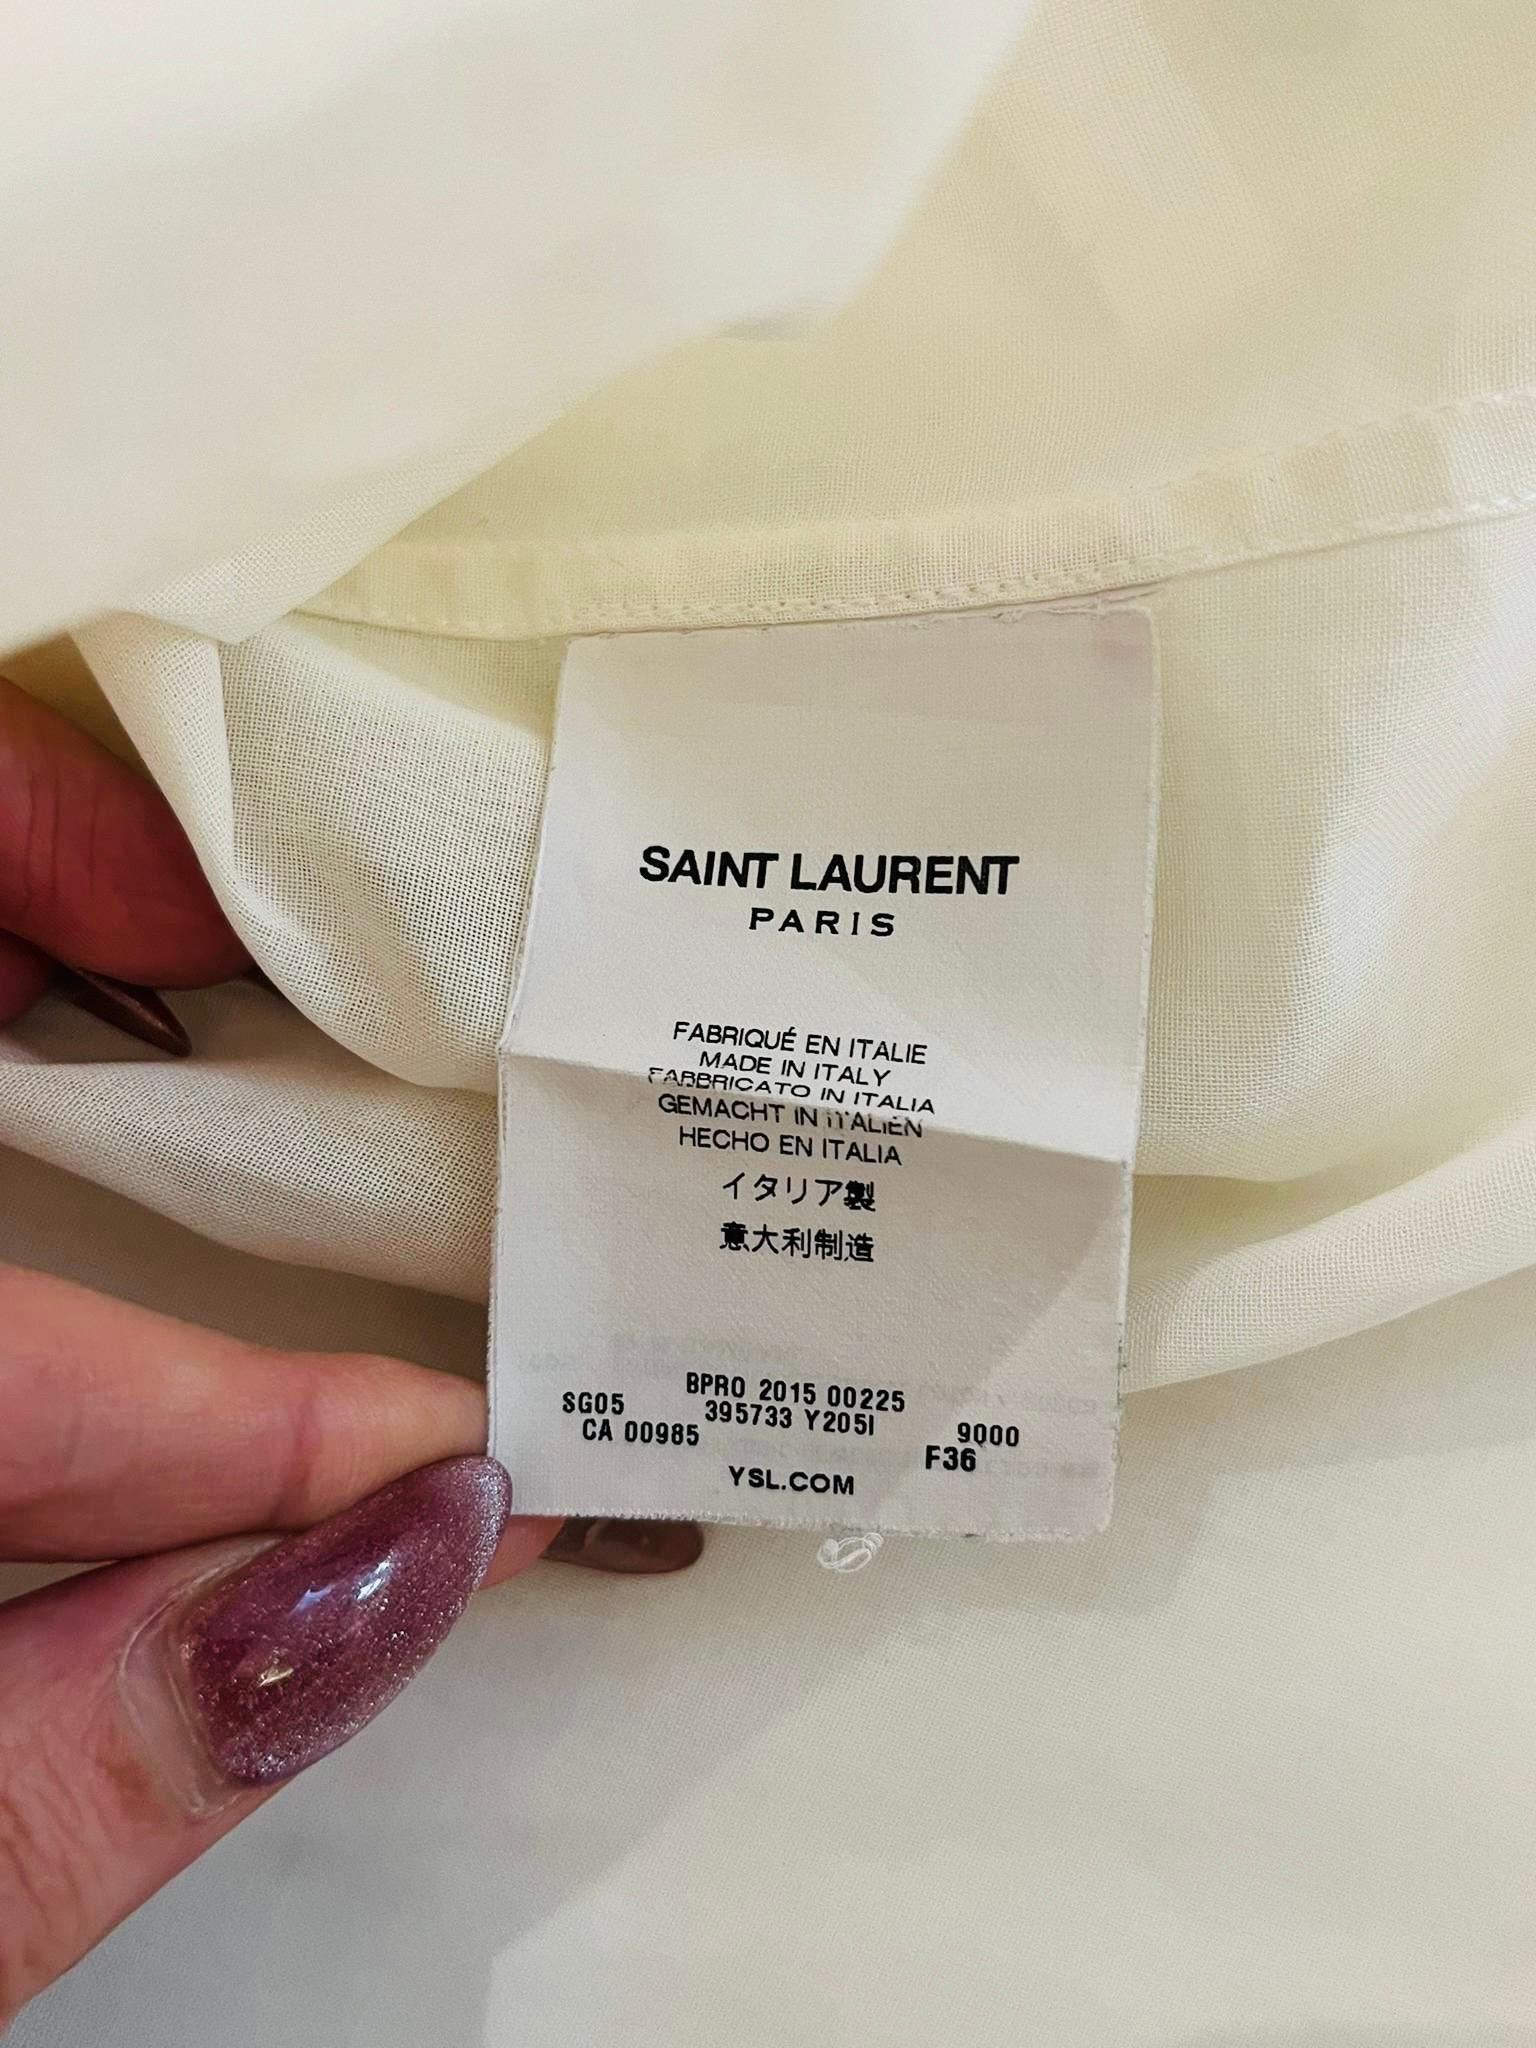 SAINT LAURENT
PARIS
FABRIQUÉ EN ITALIE
MADE IN ITALY
FABBRICATO IN ITALIA
GEMACHT IN ITALIEN
HECHO EN ITALIA
イタリア製
意大利制造
BPRO 2015 00225
SG05 395733 Y205I 9000
CA 00985 F36
YSL.COM